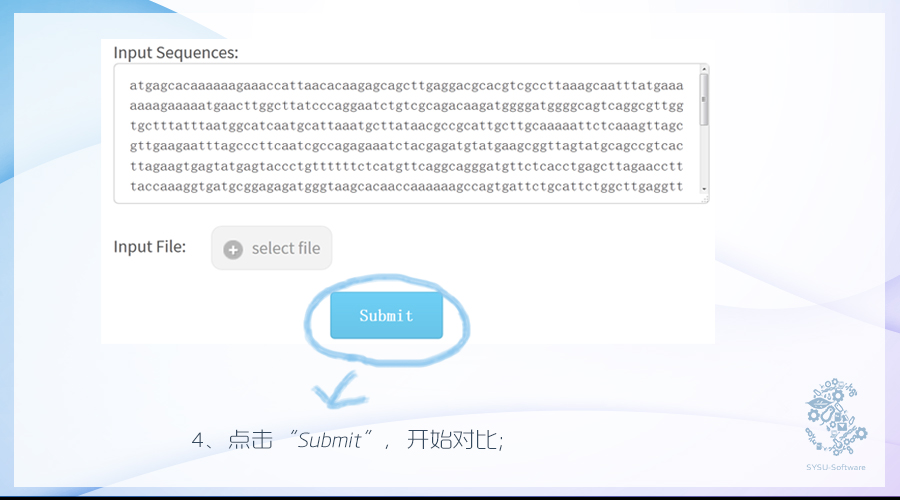 Input Sequences:
atgagcacaaaaaagaaaccattaacacaagagcagcttgaggacgcacgtcgccttaaagcaatttatgaaa
aaaagaaaaatgaacttggcttatcccaggaatctgtcgcagacaagatggggatggggcagtcaggcgttgg
tgctttatttaatggcatcaatgcattaaatgcttataacgccgcattgcttgcaaaaattctcaaagttagc
gttgaagaatttagcccttcaatcgccagagaaatctacgagatgtatgaagcggttagtatgcagccgtcac
ttagaagtgagtatgagtaccctgttttttctcatgttcaggcagggatgttctcacctgagcttagaacctt
taccaaaggtgatgcggagagatgggtaagcacaaccaaaaaagccagtgattctgcattctggcttgaggtt
Input File:
select file
Submit
4、点击 “Submit”，开始对比;
SYSU-Software